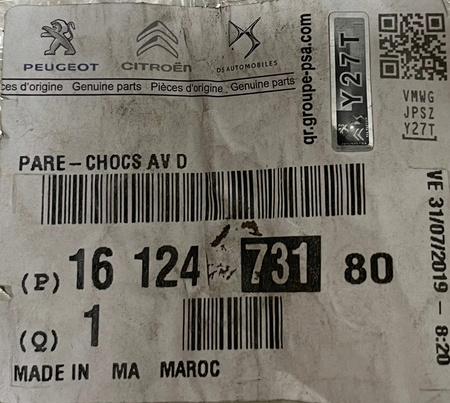 PEUGEOT CITROËN DS AUTOMOBILES
ces d'origine Genuine parts Pièces d'origine Genuine parts
qr.groupe-psa.com
Y27T
VMWG
JPSZ
Y27T
PARE-CHOCS AV D
(P) 16 124 731 80
(Q) 1
MADE IN MA MAROC
VE 31/07/2019 - 8:20